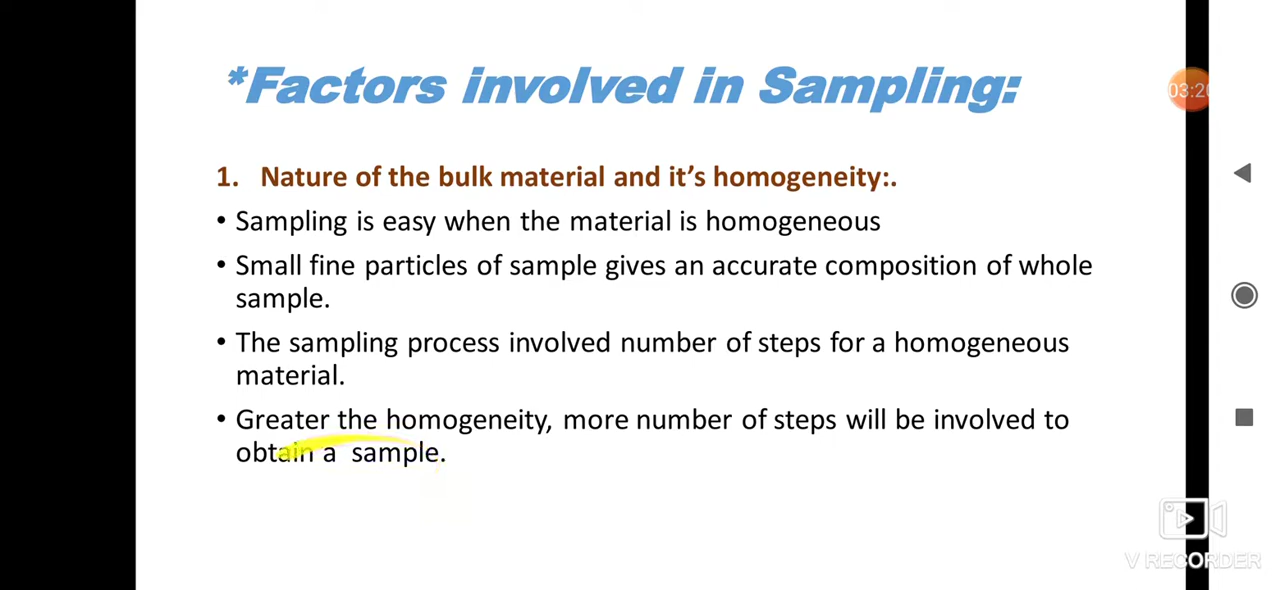 *Factors involved in Sampling:
03:20
1. Nature of the bulk material and it's homogeneity:.
• Sampling is easy when the material is homogeneous
• Small fine particles of sample gives an accurate composition of whole
sample.
• The sampling process involved number of steps for a homogeneous
material.
• Greater the homogeneity, more number of steps will be involved to
obtain a sample.
V RECORDER